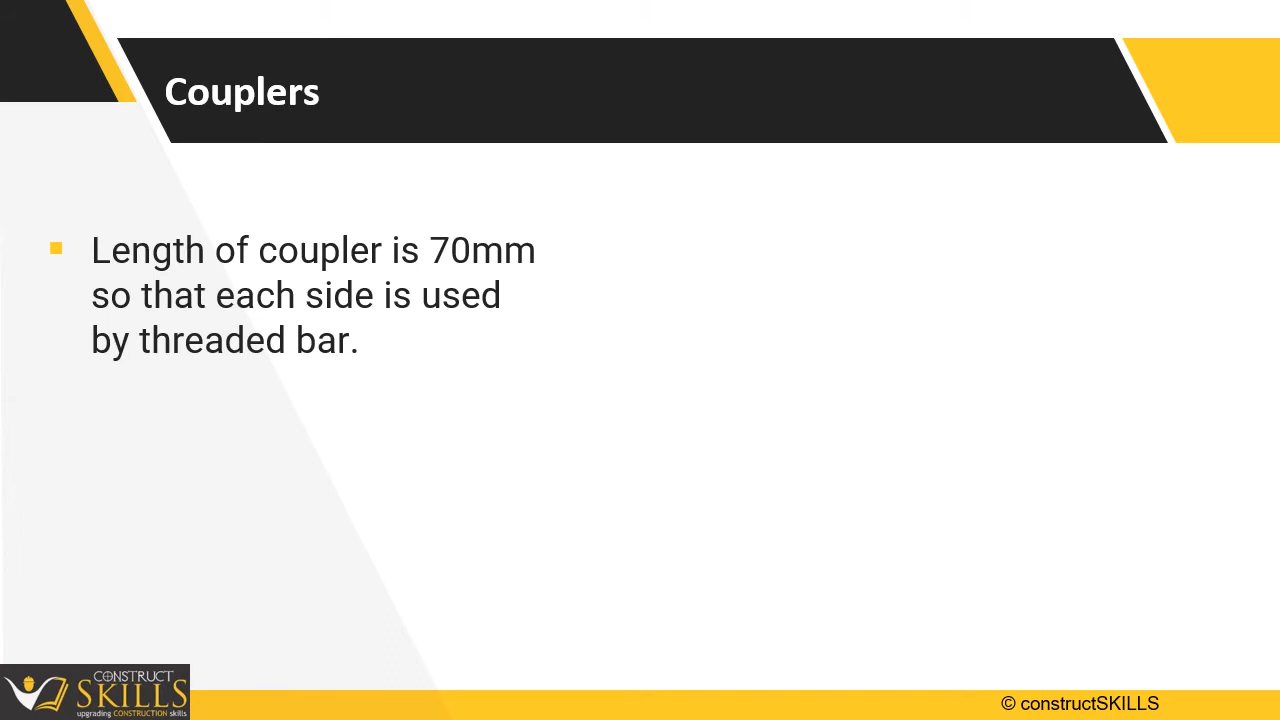 Couplers
Length of coupler is 70mm
so that each side is used
by threaded bar.
CONSTRUCT
SKILLS
upgrading CONSTRUCTION skills
© constructSKILLS